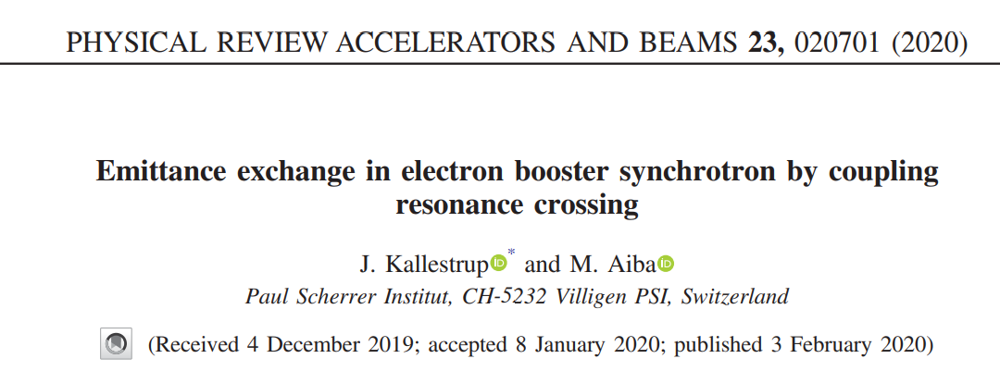 PHYSICAL REVIEW ACCELERATORS AND BEAMS 23, 020701 (2020)
Emittance exchange in electron booster synchrotron by coupling
resonance crossing
J. Kallestrup iD * and M. Aiba iD
Paul Scherrer Institut, CH-5232 Villigen PSI, Switzerland
(Received 4 December 2019; accepted 8 January 2020; published 3 February 2020)